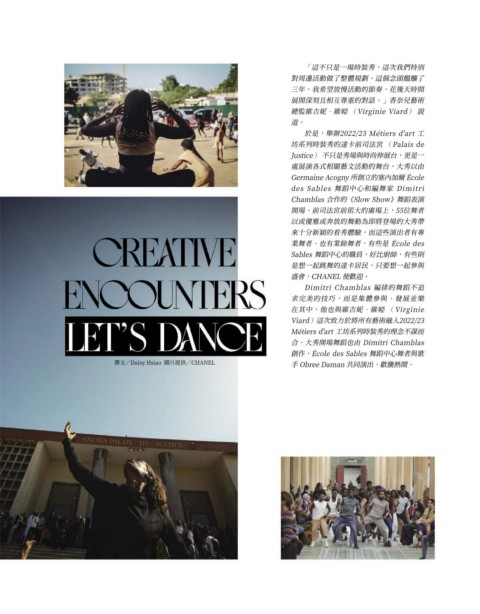 CREATIVE
ENCOUNTERS
LET'S DANCE
撰文／Daisy Hsiao 圖片提供／CHANEL
ANCIEN PALAIS DE JUSTICE
「這不只是一場時裝秀，這次我們特別
對周邊活動做了整體規劃。這個念頭醞釀了
三年，我希望放慢活動的節奏，花幾天時間
展開深刻且相互尊重的對話。」香奈兒藝術
總監維吉妮．維婭（Virginie Viard）說
道。
於是，舉辦2022/23 Métiers d'art 工
坊系列時裝秀的達卡前司法宮（Palais de
Justice）不只是秀場與時尚伸展台，更是一
處展演各式相關藝文活動的舞台。大秀以由
Germaine Acogny 所創立的塞內加爾 École
des Sables 舞蹈中心和編舞家 Dimitri
Chamblas 合作的《Slow Show》舞蹈表演
開場，前司法宮前偌大的廣場上，55位舞者
以或優雅或奔放的舞動為即將登場的大秀帶
來十分新穎的看秀體驗，而這些演出者有專
業舞者、也有業餘舞者，有些是 École des
Sables 舞蹈中心的職員、好比廚師，有些則
是想一起跳舞的達卡居民，只要想一起參與
盛會，CHANEL 便歡迎。
Dimitri Chamblas 編排的舞蹈不追
求完美的技巧，而是集體參與、發展並樂
在其中，他也與維吉妮．維婭（Virginie
Viard）這次致力於將所有藝術融入2022/23
Métiers d'art 工坊系列時裝秀的理念不謀而
合。大秀開場舞蹈也由 Dimitri Chamblas
創作，École des Sables 舞蹈中心舞者與歌
手 Obree Daman 共同演出，歡騰熱鬧。